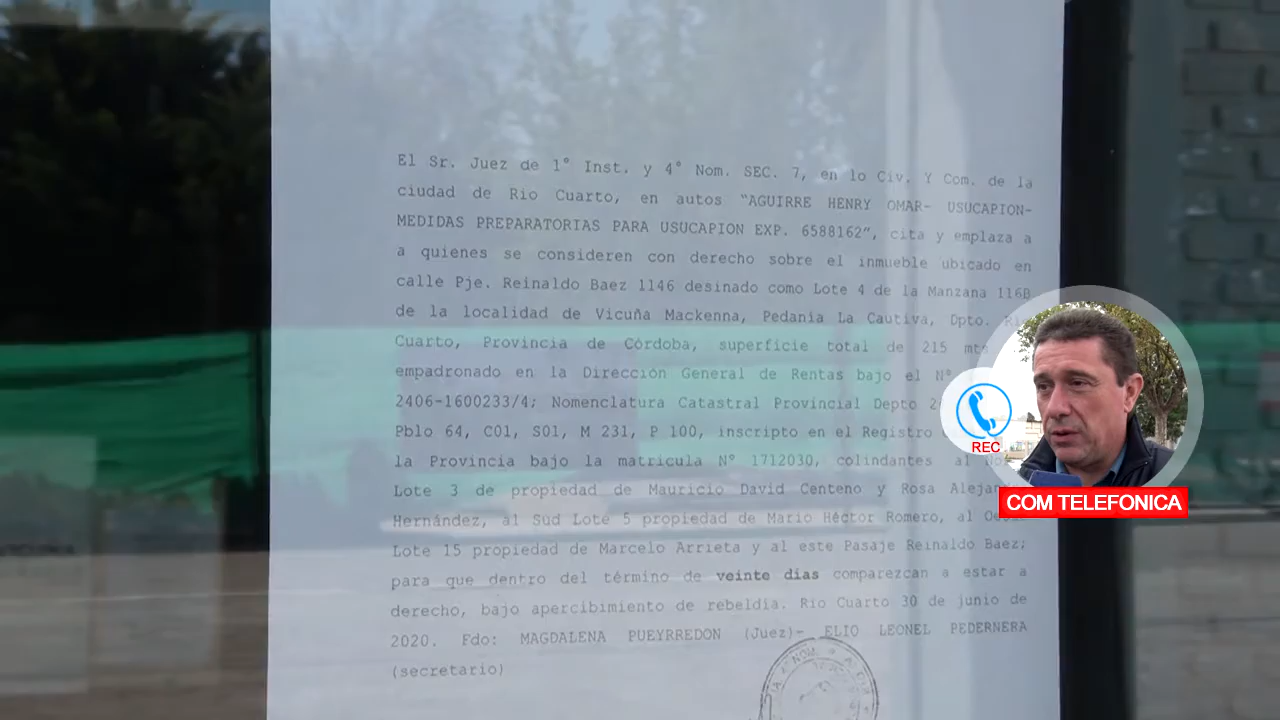 El Sr. Juez de 1° Inst. y 4° Nom. SEC. 7, en lo Civ. Y Com. de la
ciudad de Rio Cuarto, en autos "AGUIRRE HENRY OMAR- USUCAPION-
MEDIDAS PREPARATORIAS PARA USUCAPION EXP. 6588162", cita y emplaza a
a quienes se consideren con derecho sobre el inmueble ubicado en
calle Pje. Reinaldo Baez 1146 desinado como Lote 4 de la Manzana 116B
de la localidad de Vicuña Mackenna, Pedanía La Cautiva, Dpto.
Cuarto, Provincia de Córdoba, superficie total de 215 mts
empadronado en la Dirección General de Rentas bajo el N°
2406-1600233/4; Nomenclatura Catastral Provincial Depto
Pblo 64, C01, S01, M 231, P 100, inscripto en el Registro
la Provincia bajo la matricula N° 1712030, colindantes al
Lote 3 de propiedad de Mauricio David Centeno y Rosa
Hernández, al Sud Lote 5 propiedad de Mario Héctor Romero, al
Lote 15 propiedad de Marcelo Arrieta y al este Pasaje Reinaldo Baez;
para que dentro del término de veinte días comparezcan a estar a
derecho, bajo apercibimiento de rebeldía. Rio Cuarto 30 de junio de
2020. Fdo: MAGDALENA PUEYRREDON (Juez)- ELIO LEONEL PEDERNERA
(secretario)
REC
COM TELEFONICA